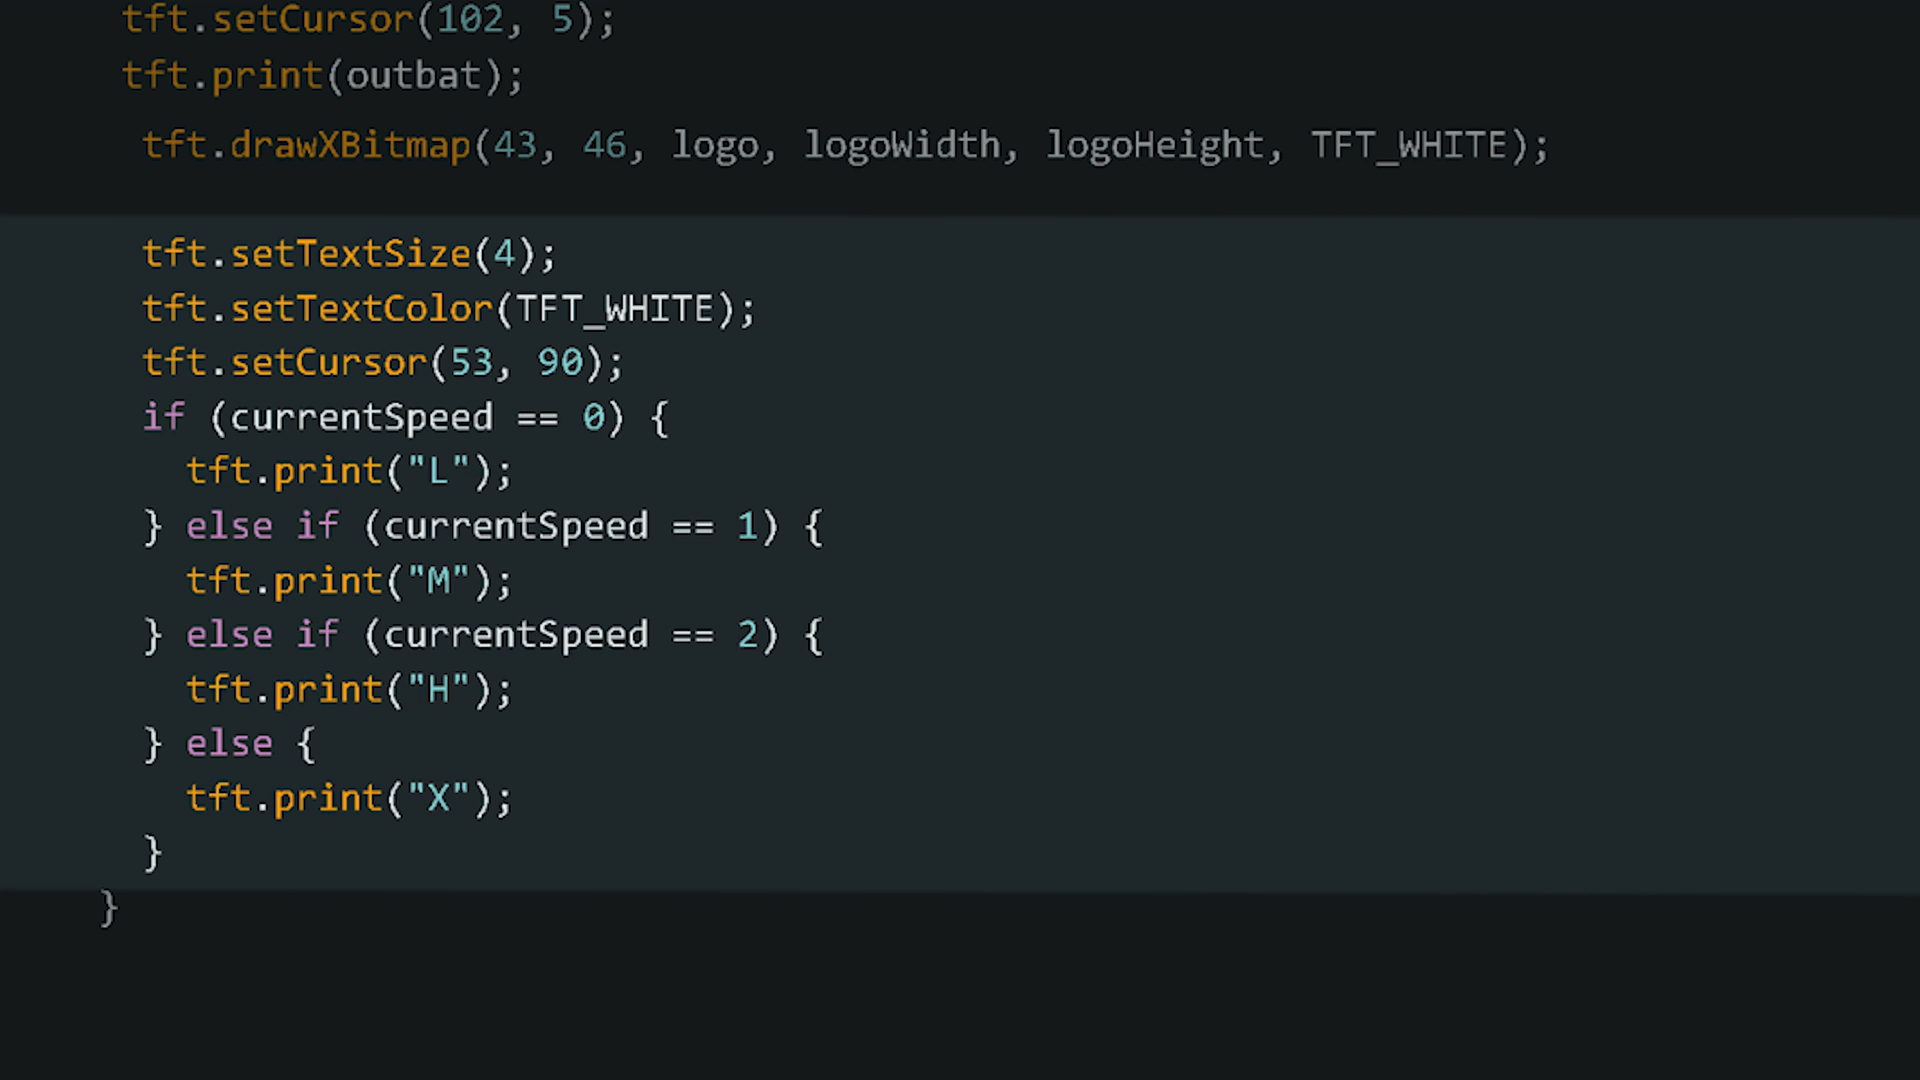 tft.setCursor(102, 5);
tft.print(outbat);
tft.drawXBitmap(43, 46, logo, logoWidth, logoHeight, TFT_WHITE);
tft.setTextSize(4);
tft.setTextColor(TFT_WHITE);
tft.setCursor(53, 90);
if (currentSpeed == 0) {
tft.print("L");
} else if (currentSpeed == 1) {
tft.print("M");
} else if (currentSpeed == 2) {
tft.print("H");
} else {
tft.print("X");
}
}